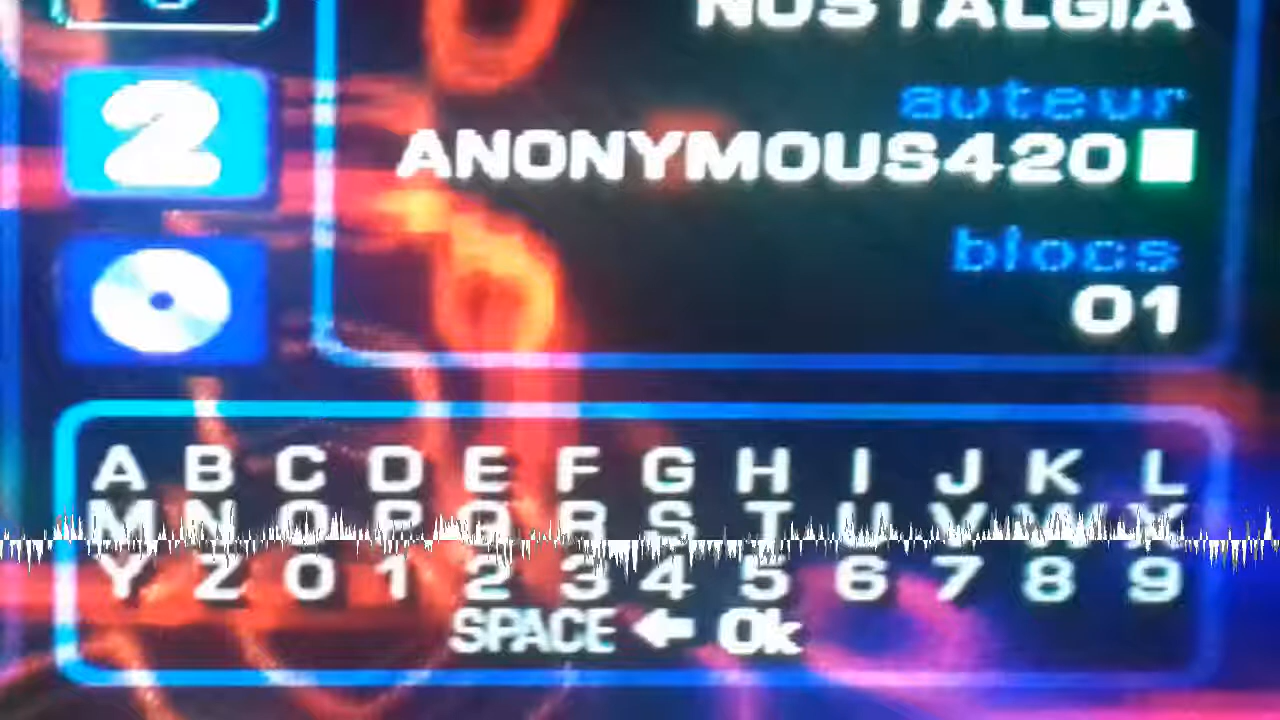 NOSTALGIA
2
auteur
ANONYMOUS420
blocs
01
A B C D E F G H I J K L
M N O P Q R S T U V W X
Y Z 0 1 2 3 4 5 6 7 8 9
SPACE ← Ok